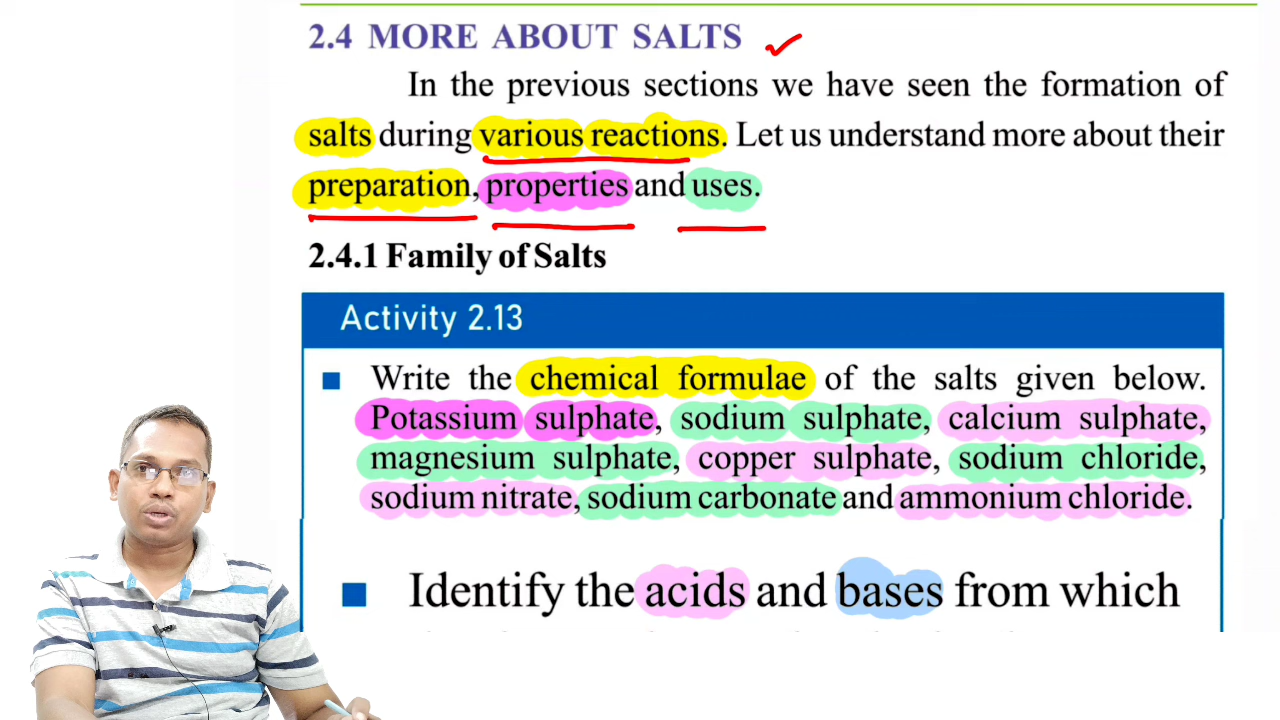 2.4 MORE ABOUT SALTS
In the previous sections we have seen the formation of
salts during various reactions. Let us understand more about their
preparation, properties and uses.
2.4.1 Family of Salts
Activity 2.13
Write the chemical formulae of the salts given below.
Potassium sulphate, sodium sulphate, calcium sulphate,
magnesium sulphate, copper sulphate, sodium chloride,
sodium nitrate, sodium carbonate and ammonium chloride.
Identify the acids and bases from which